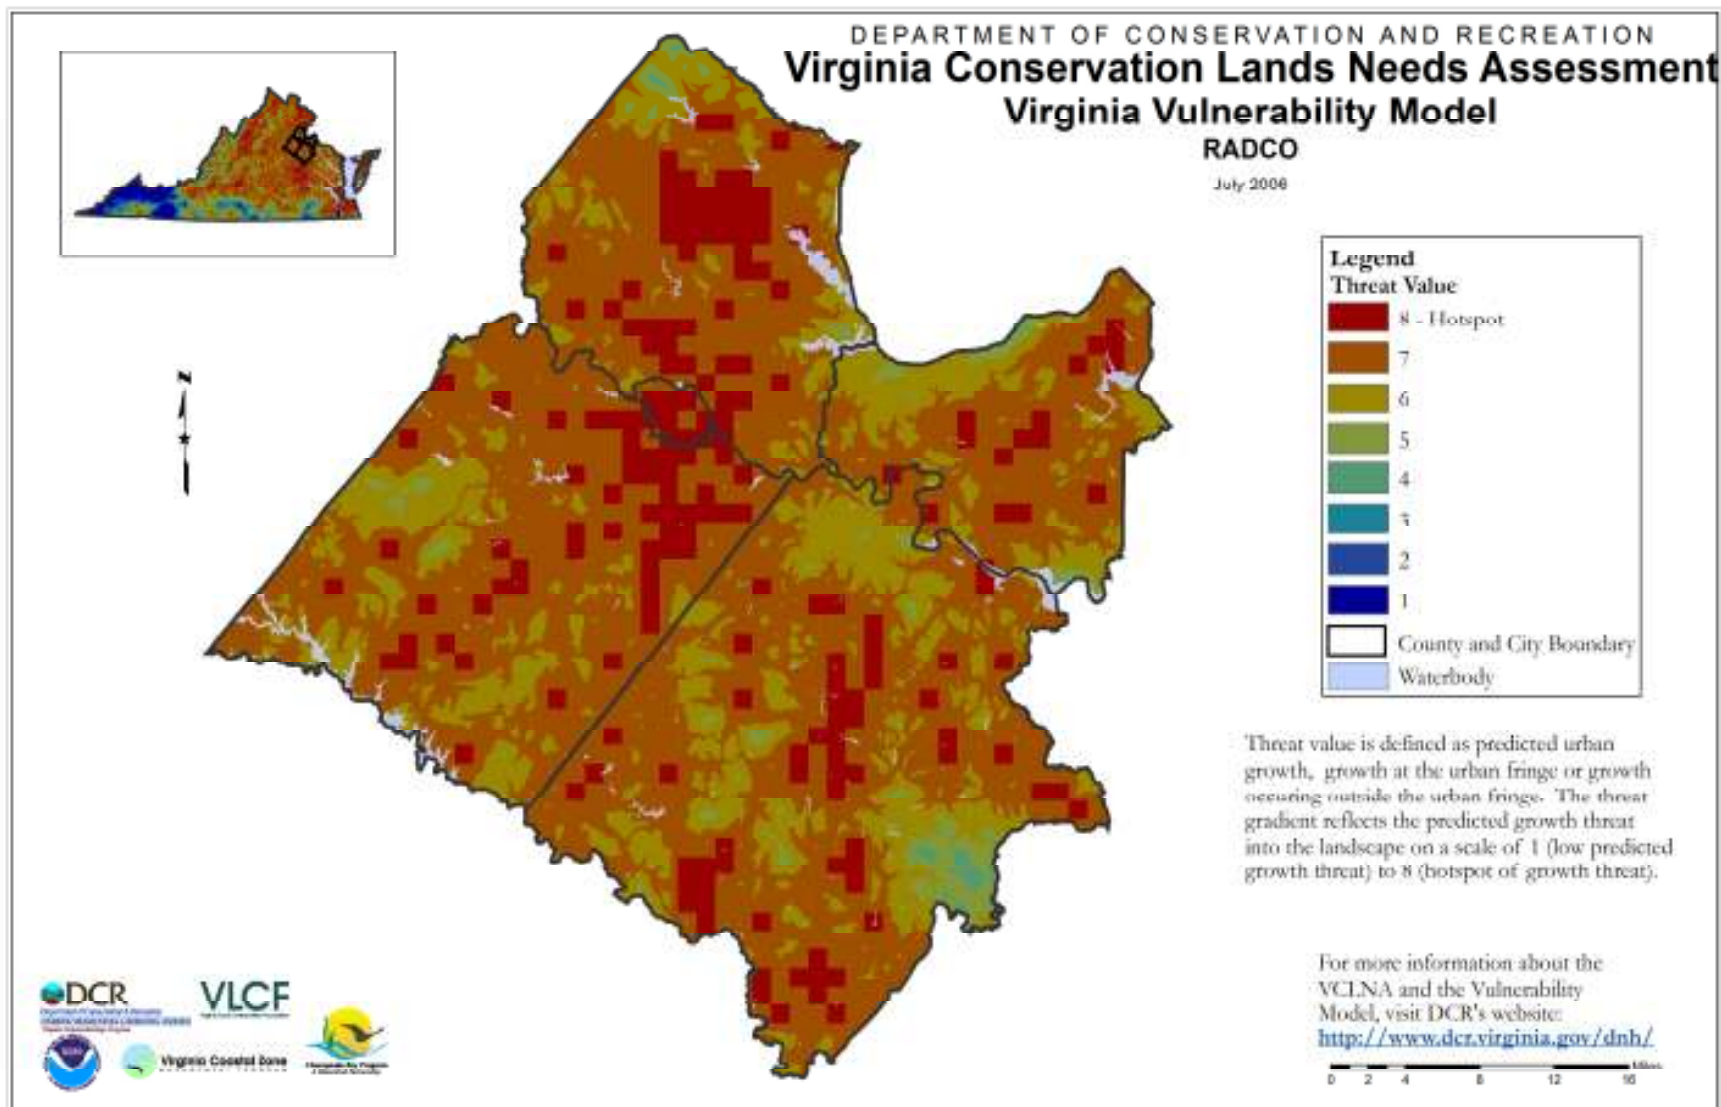 DEPARTMENT OF CONSERVATION AND RECREATION
Virginia Conservation Lands Needs Assessment
Virginia Vulnerability Model
RADCO
July 2006
N
Legend
Threat Value
8 - Hotspot
7
6
5
4
3
2
1
County and City Boundary
Waterbody
Threat value is defined as predicted urban
growth, growth at the urban fringe or growth
occuring outside the urban fringe. The threat
gradient reflects the predicted growth threat
into the landscape on a scale of 1 (low predicted
growth threat) to 8 (hotspot of growth threat).
For more information about the
VCLNA and the Vulnerability
Model, visit DCR's website:
http://www.dcr.virginia.gov/dnh/
Miles
0 2 4 8 12 16
DCR
VLCF
Virginia Coastal Zone
Chesapeake Bay Program